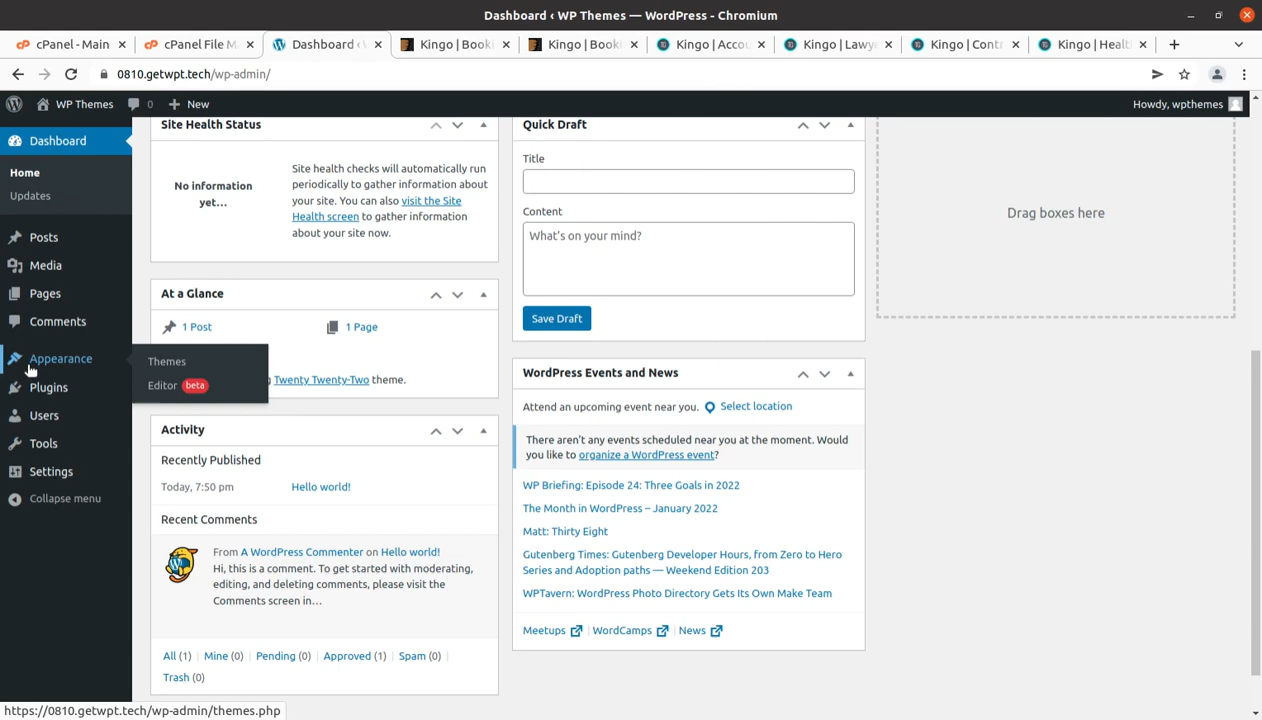 Dashboard ‹ WP Themes — WordPress - Chromium
cPanel - Main
cPanel File M
Dashboard ‹
Kingo | Book
Kingo | Book
Kingo | Accou
Kingo | Lawye
Kingo | Contr
Kingo | Healt
0810.getwpt.tech/wp-admin/
WP Themes
0
New
Howdy, wpthemes
Dashboard
Home
Updates
Posts
Media
Pages
Comments
Appearance
Plugins
Users
Tools
Settings
Collapse menu
Themes
Editor beta
Site Health Status
No information
yet...
Site health checks will automatically run
periodically to gather information about
your site. You can also visit the Site
Health screen to gather information
about your site now.
At a Glance
1 Post
1 Page
Twenty Twenty-Two theme.
Activity
Recently Published
Today, 7:50 pm
Hello world!
Recent Comments
From A WordPress Commenter on Hello world!
Hi, this is a comment. To get started with moderating,
editing, and deleting comments, please visit the
Comments screen in…
All (1) | Mine (0) | Pending (0) | Approved (1) | Spam (0) |
Trash (0)
Quick Draft
Title
Content
What's on your mind?
Save Draft
WordPress Events and News
Attend an upcoming event near you. Select location
There aren't any events scheduled near you at the moment. Would
you like to organize a WordPress event?
WP Briefing: Episode 24: Three Goals in 2022
The Month in WordPress – January 2022
Matt: Thirty Eight
Gutenberg Times: Gutenberg Developer Hours, from Zero to Hero
Series and Adoption paths — Weekend Edition 203
WPTavern: WordPress Photo Directory Gets Its Own Make Team
Meetups | WordCamps | News
Drag boxes here
https://0810.getwpt.tech/wp-admin/themes.php